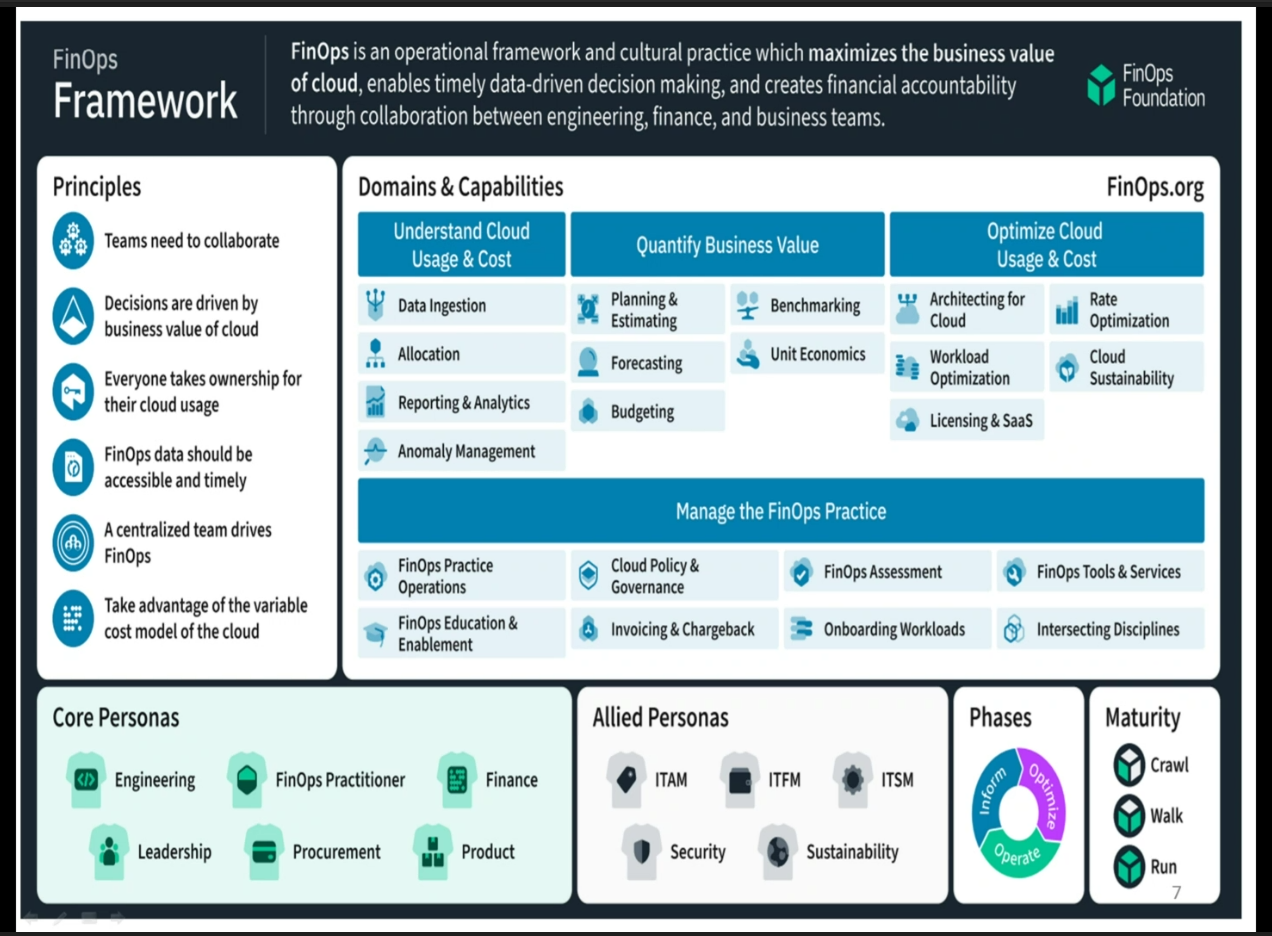 FinOps
Framework
FinOps is an operational framework and cultural practice which maximizes the business value
of cloud, enables timely data-driven decision making, and creates financial accountability
through collaboration between engineering, finance, and business teams.
FinOps
Foundation
Principles
Teams need to collaborate
Decisions are driven by
business value of cloud
Everyone takes ownership for
their cloud usage
FinOps data should be
accessible and timely
A centralized team drives
FinOps
Take advantage of the variable
cost model of the cloud
Domains & Capabilities
FinOps.org
Understand Cloud
Usage & Cost
Data Ingestion
Allocation
Reporting & Analytics
Anomaly Management
Quantify Business Value
Planning &
Estimating
Forecasting
Budgeting
Benchmarking
Unit Economics
Optimize Cloud
Usage & Cost
Architecting for
Cloud
Workload
Optimization
Licensing & SaaS
Rate
Optimization
Cloud
Sustainability
Manage the FinOps Practice
FinOps Practice
Operations
Cloud Policy &
Governance
FinOps Assessment
FinOps Tools & Services
FinOps Education &
Enablement
Invoicing & Chargeback
Onboarding Workloads
Intersecting Disciplines
Core Personas
Engineering
FinOps Practitioner
Finance
Leadership
Procurement
Product
Allied Personas
ITAM
ITFM
ITSM
Security
Sustainability
Phases
Inform
Optimize
Operate
Maturity
Crawl
Walk
Run
7